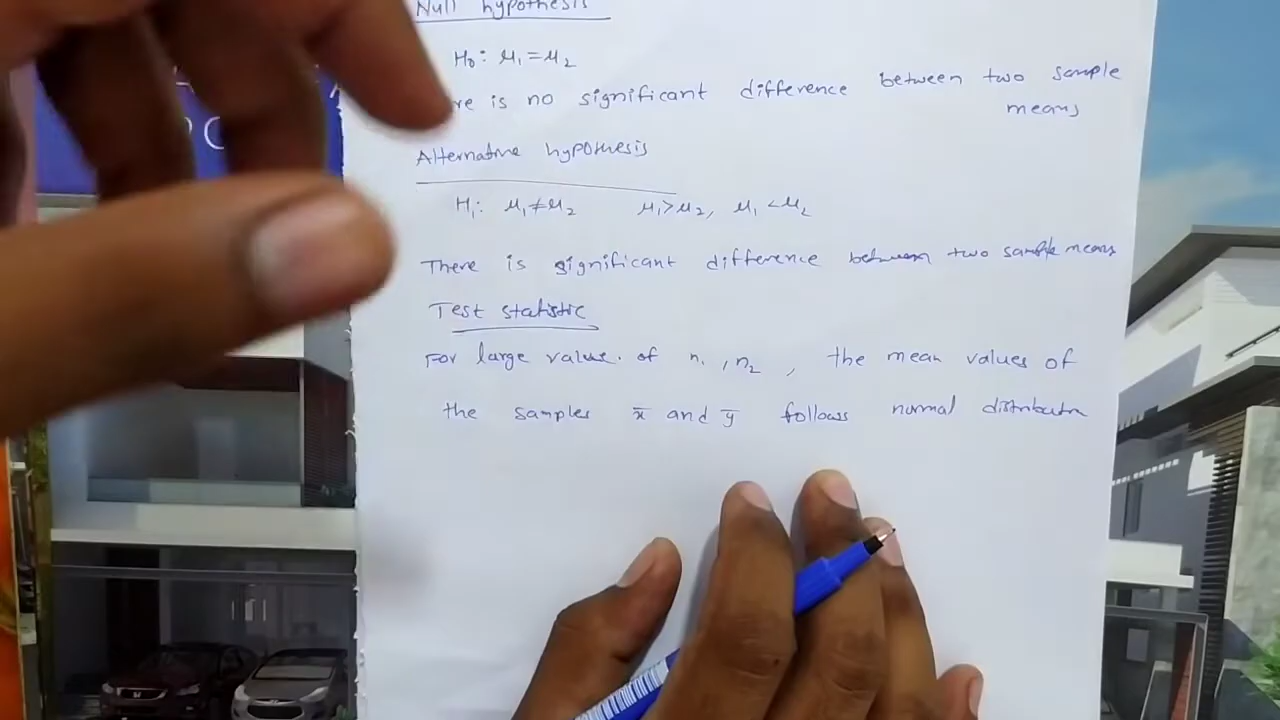 Null hypothesis
H₀: μ₁ = μ₂
re is no significant difference between two sample
means
Alternative hypothesis
H₁: μ₁ ≠ μ₂ μ₁ > μ₂, μ₁ < μ₂
There is significant difference between two sample means
Test statistic
For large value. of n₁, n₂, the mean values of
the samples x̄ and ȳ follows normal distributn